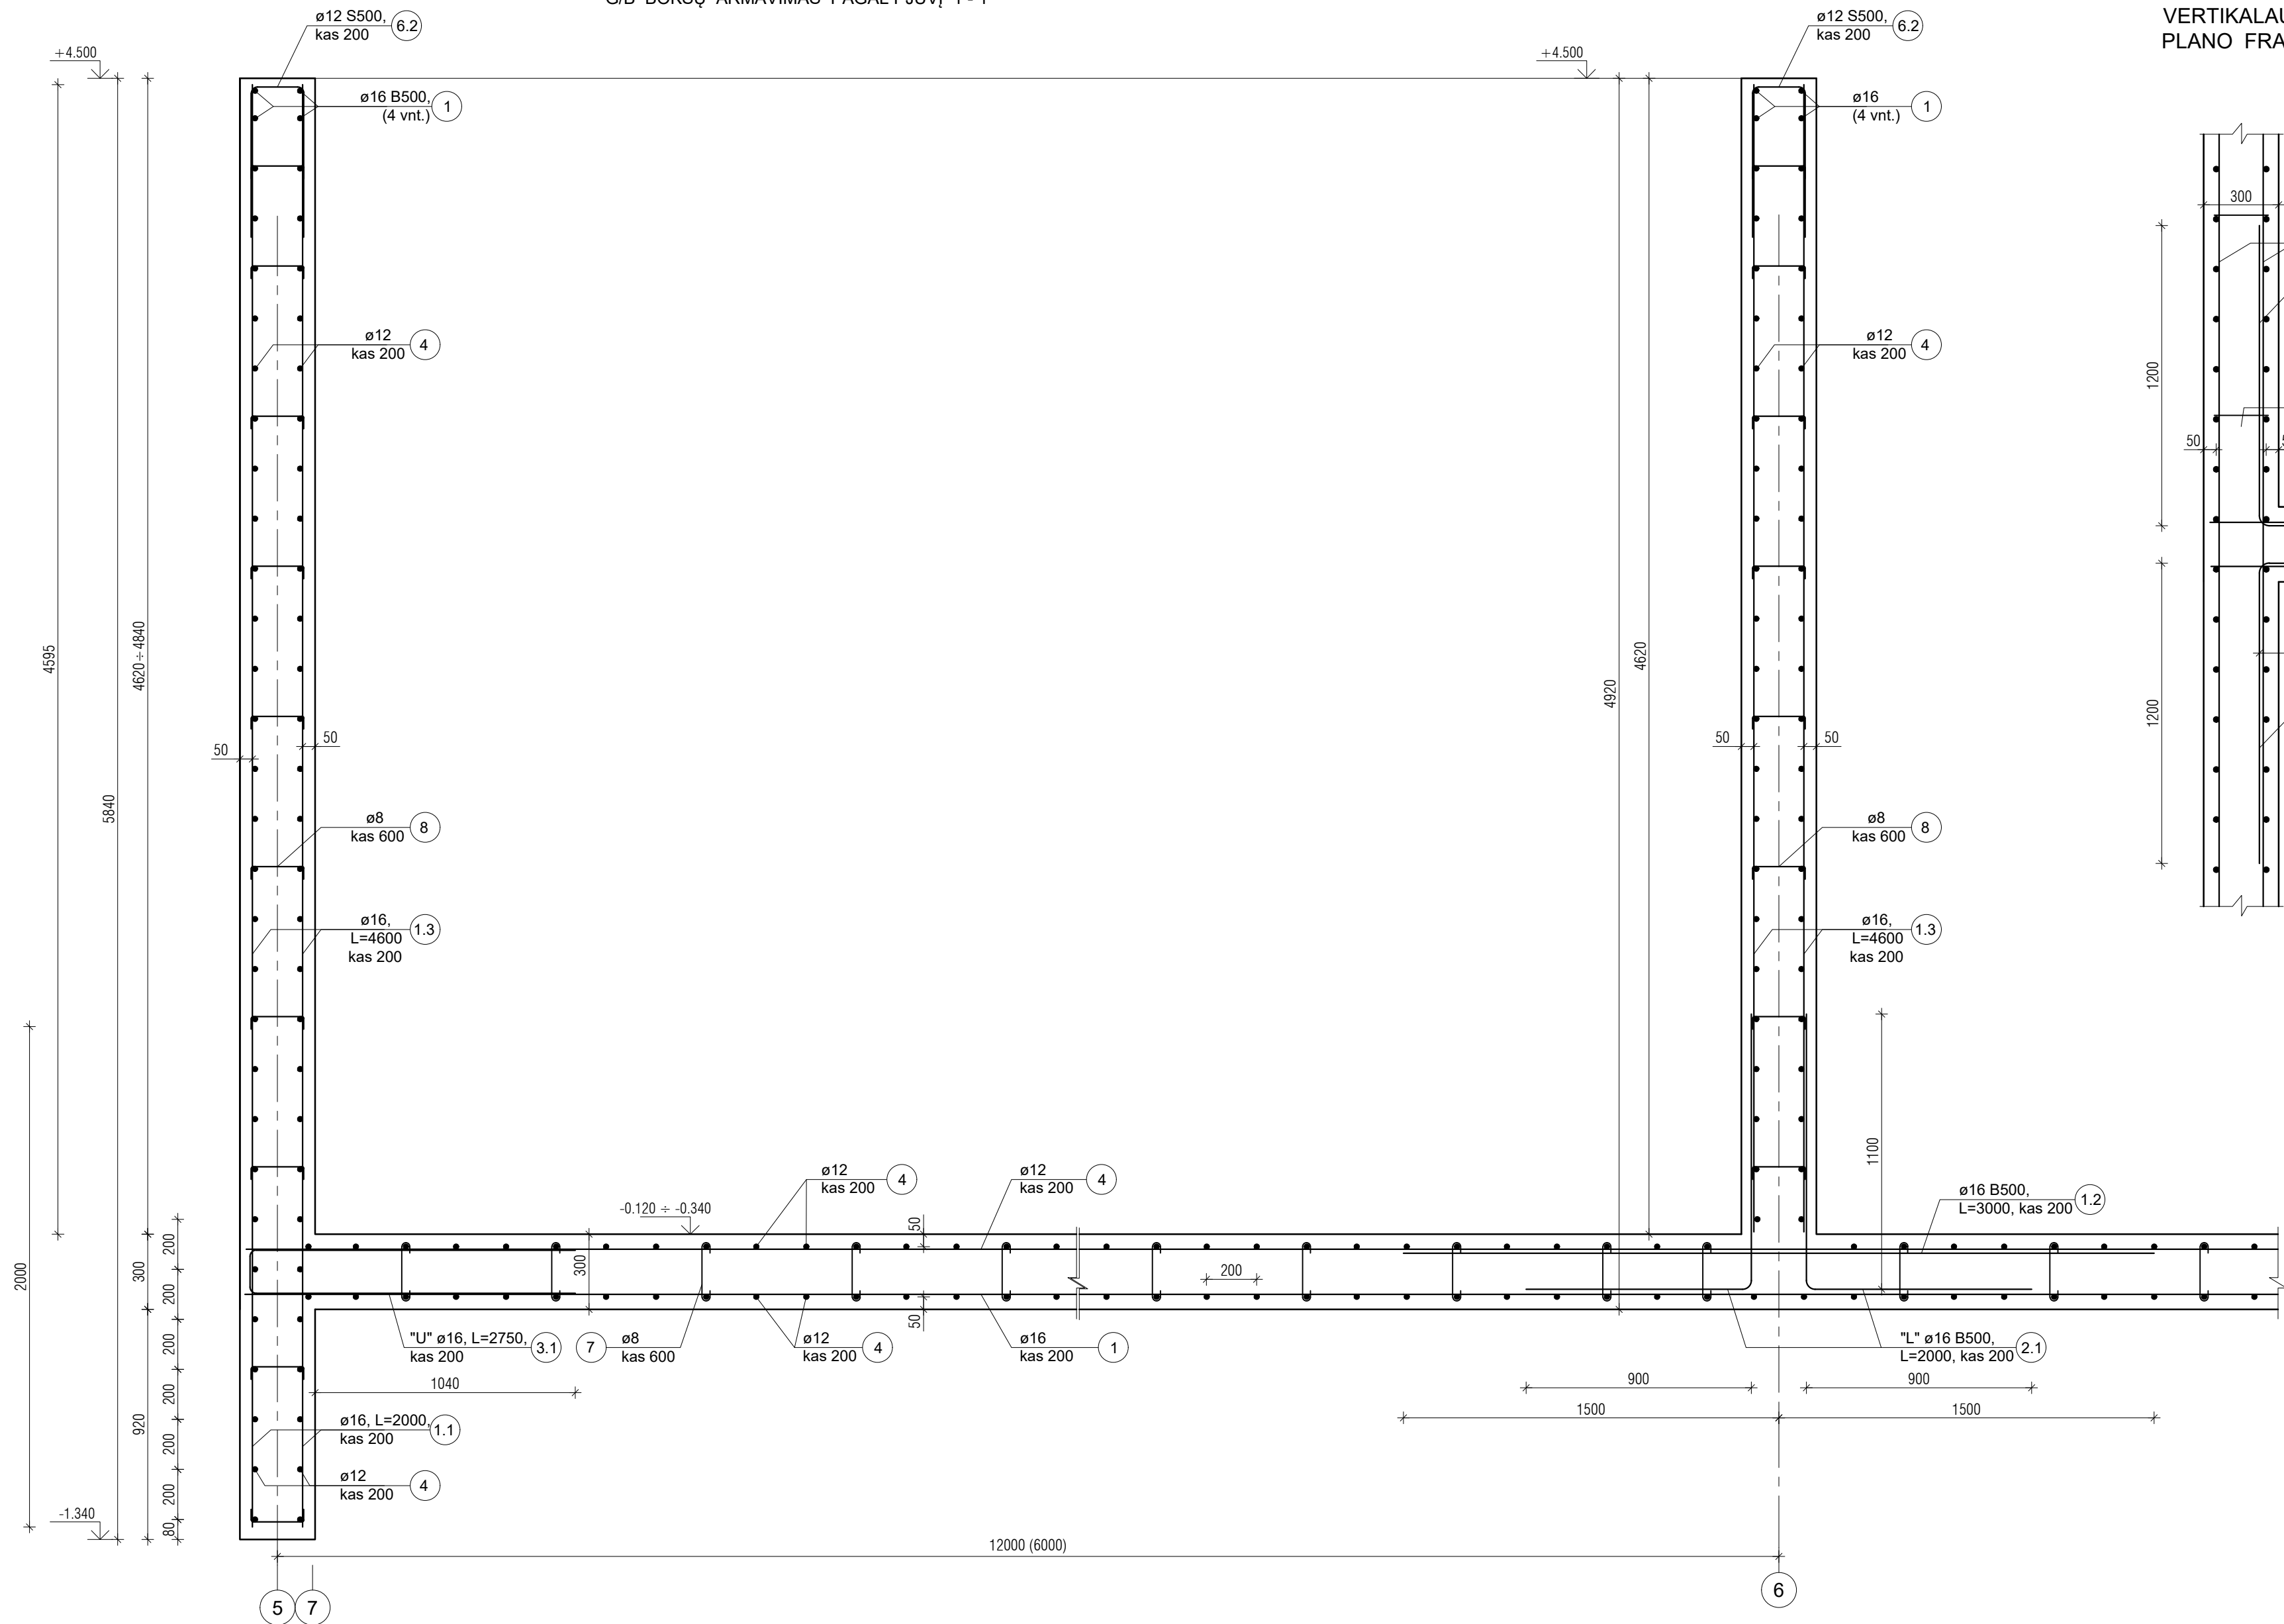 VERTIKALAU
PLANO FRA
ø12 S500,
kas 200
6.2
ø12 S500,
kas 200
6.2
+4.500
+4.500
ø16 B500,
(4 vnt.)
1
ø16
(4 vnt.)
1
300
ø12
kas 200
4
ø12
kas 200
4
1200
50
4595
4620÷4840
4620
4920
1200
50
50
50
50
5840
ø8
kas 600
8
ø8
kas 600
8
ø16,
L=4600
kas 200
1.3
ø16,
L=4600
kas 200
1.3
1100
ø12
kas 200
4
ø12
kas 200
4
ø16 B500,
L=3000, kas 200
1.2
-0.120 ÷ -0.340
50
200
2000
300
300
200
200
50
"U" ø16, L=2750,
kas 200
3.1
7
ø8
kas 600
ø12
kas 200
4
ø16
kas 200
1
"L" ø16 B500,
L=2000, kas 200
2.1
200
1040
900
900
200
1500
1500
920
ø16, L=2000,
kas 200
1.1
200
ø12
kas 200
4
200
-1.340
80
12000 (6000)
5
7
6